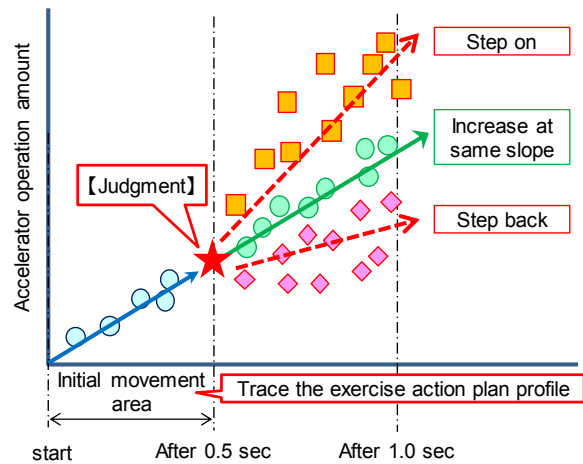 Accelerator operation amount
Step on
Increase at
same slope
【Judgment】
Step back
Initial movement
area
Trace the exercise action plan profile
start
After 0.5 sec
After 1.0 sec